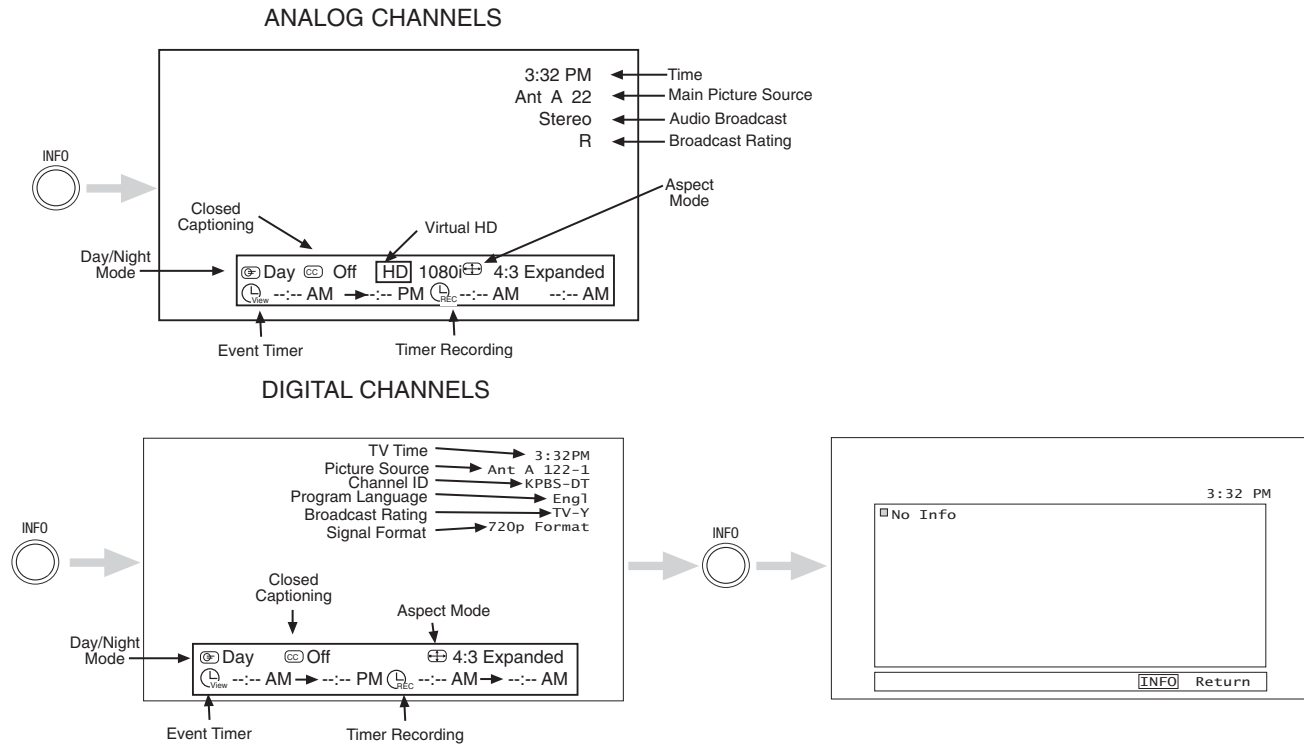 ANALOG CHANNELS
3:32 PM
Time
Ant A 22
Main Picture Source
Stereo
Audio Broadcast
R
Broadcast Rating
INFO
Aspect
Mode
Closed
Captioning
Virtual HD
Day/Night
Mode
Day CC Off HD 1080i 4:3 Expanded
View --:-- AM --:-- PM REC --:-- AM --:-- AM
Event Timer
Timer Recording
DIGITAL CHANNELS
TV Time
3:32PM
Picture Source
Ant A 122-1
Channel ID
KPBS-DT
Program Language
Engl
Broadcast Rating
TV-Y
Signal Format
720p Format
INFO
INFO
3:32 PM
No Info
Closed
Captioning
Aspect Mode
Day/Night
Mode
Day CC Off 4:3 Expanded
View --:-- AM --:-- PM REC --:-- AM --:-- AM
INFO Return
Event Timer
Timer Recording